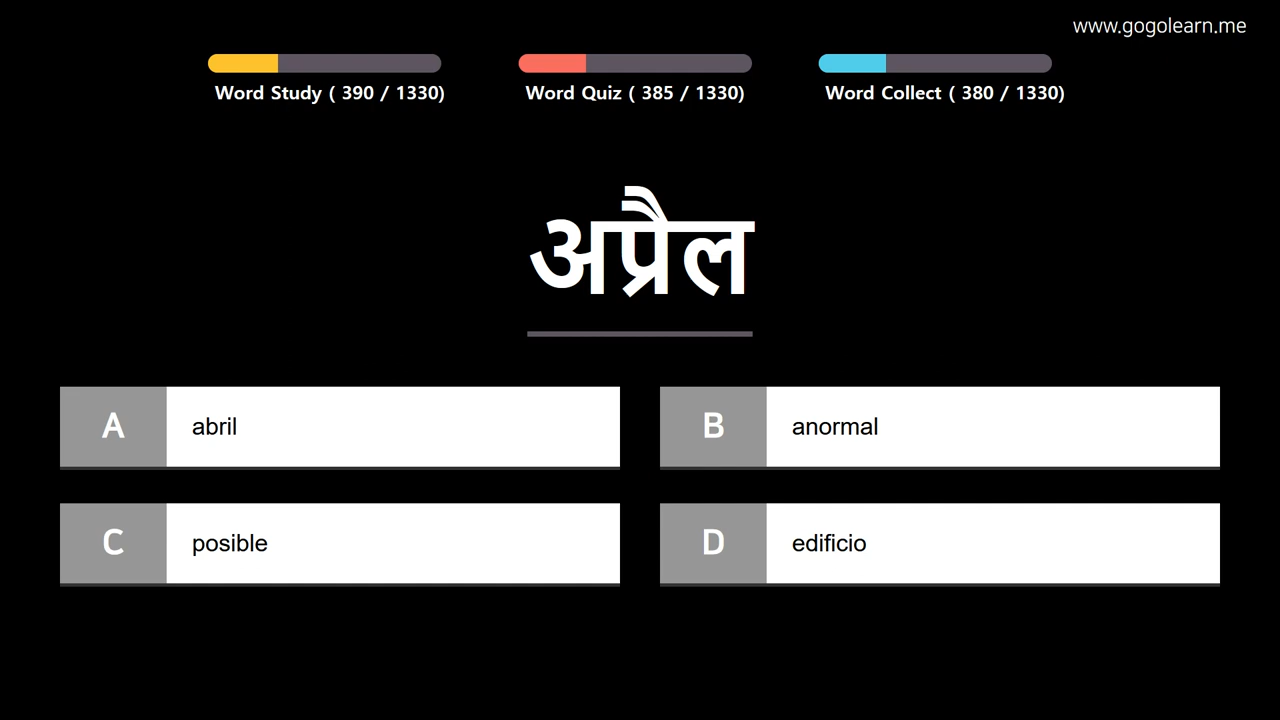 www.gogolearn.me
Word Study ( 390 / 1330)
Word Quiz ( 385 / 1330)
Word Collect ( 380 / 1330)
अप्रैल
A
abril
B
anormal
C
posible
D
edificio